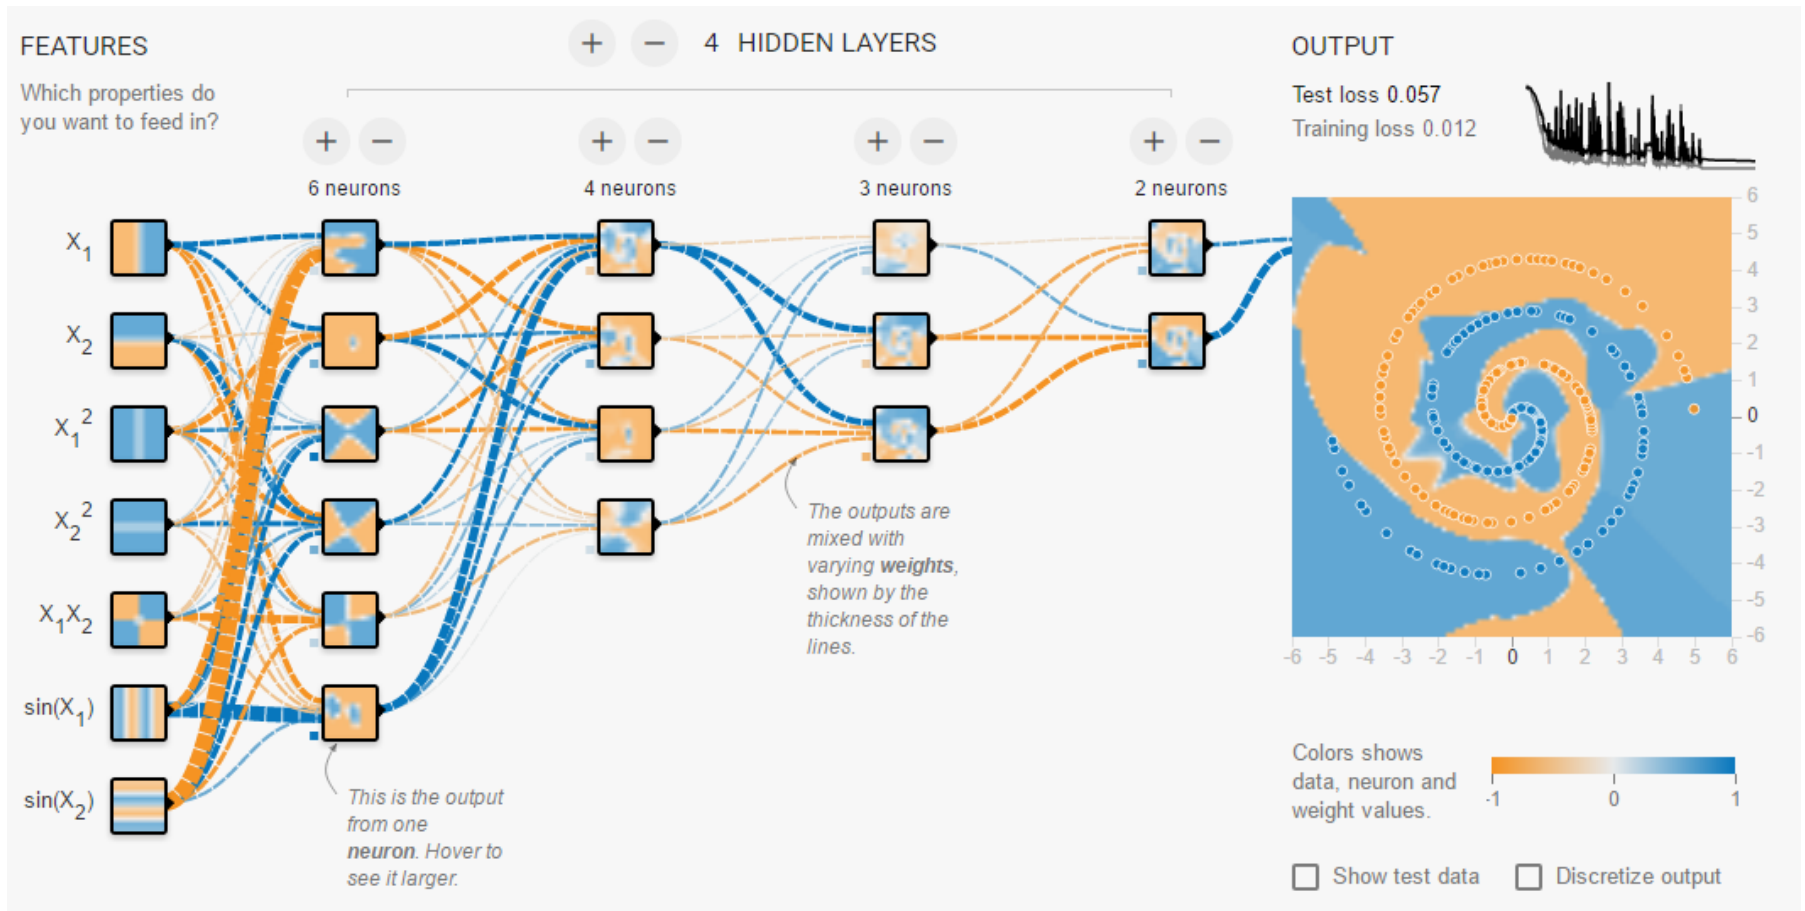 FEATURES
Which properties do
you want to feed in?
+ − 4 HIDDEN LAYERS
+ −
6 neurons
+ −
4 neurons
+ −
3 neurons
+ −
2 neurons
X1
X2
X1²
X2²
X1X2
sin(X1)
sin(X2)
This is the output
from one
neuron. Hover to
see it larger.
The outputs are
mixed with
varying weights,
shown by the
thickness of the
lines.
OUTPUT
Test loss 0.057
Training loss 0.012
6
5
4
3
2
1
0
-1
-2
-3
-4
-5
-6
-6 -5 -4 -3 -2 -1 0 1 2 3 4 5 6
Colors shows
data, neuron and
weight values.
-1 0 1
Show test data
Discretize output